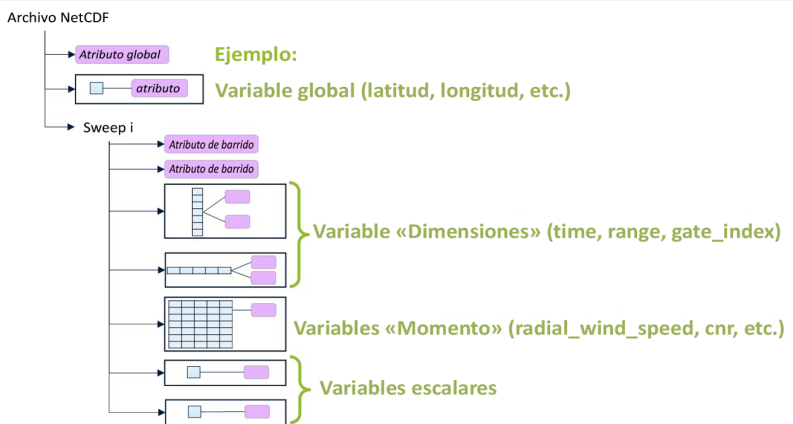 Archivo NetCDF
Atributo global
Ejemplo:
atributo
Variable global (latitud, longitud, etc.)
Sweep i
Atributo de barrido
Atributo de barrido
Variable «Dimensiones» (time, range, gate_index)
Variables «Momento» (radial_wind_speed, cnr, etc.)
Variables escalares